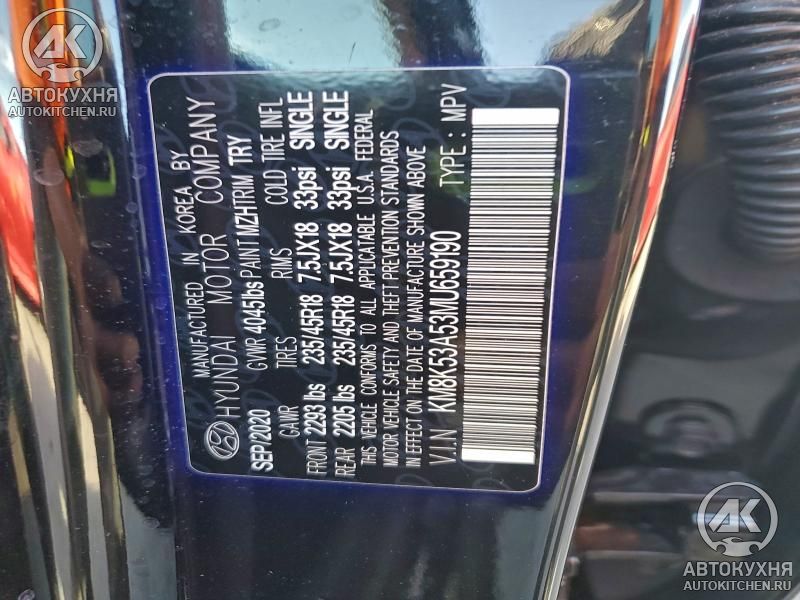 АВТОКУХНЯ
AUTOKITCHEN.RU
MANUFACTURED IN KOREA BY
HYUNDAI MOTOR COMPANY
SEP/2020 GVWR 4045lbs PAINT MZH TRIM TRY
GAWR TIRES RIMS COLD TIRE INFL
FRONT 2293 lbs 235/45R18 7.5JX18 33psi SINGLE
REAR 2205 lbs 235/45R18 7.5JX18 33psi SINGLE
THIS VEHICLE CONFORMS TO ALL APPLICATABLE U.S.A. FEDERAL
MOTOR VEHICLE SAFETY AND THEFT PREVENTION STANDARDS
IN EFFECT ON THE DATE OF MANUFACTURE SHOWN ABOVE
V.I.N KM8K53A53MU659190 TYPE : MPV
АВТОКУХНЯ
AUTOKITCHEN.RU